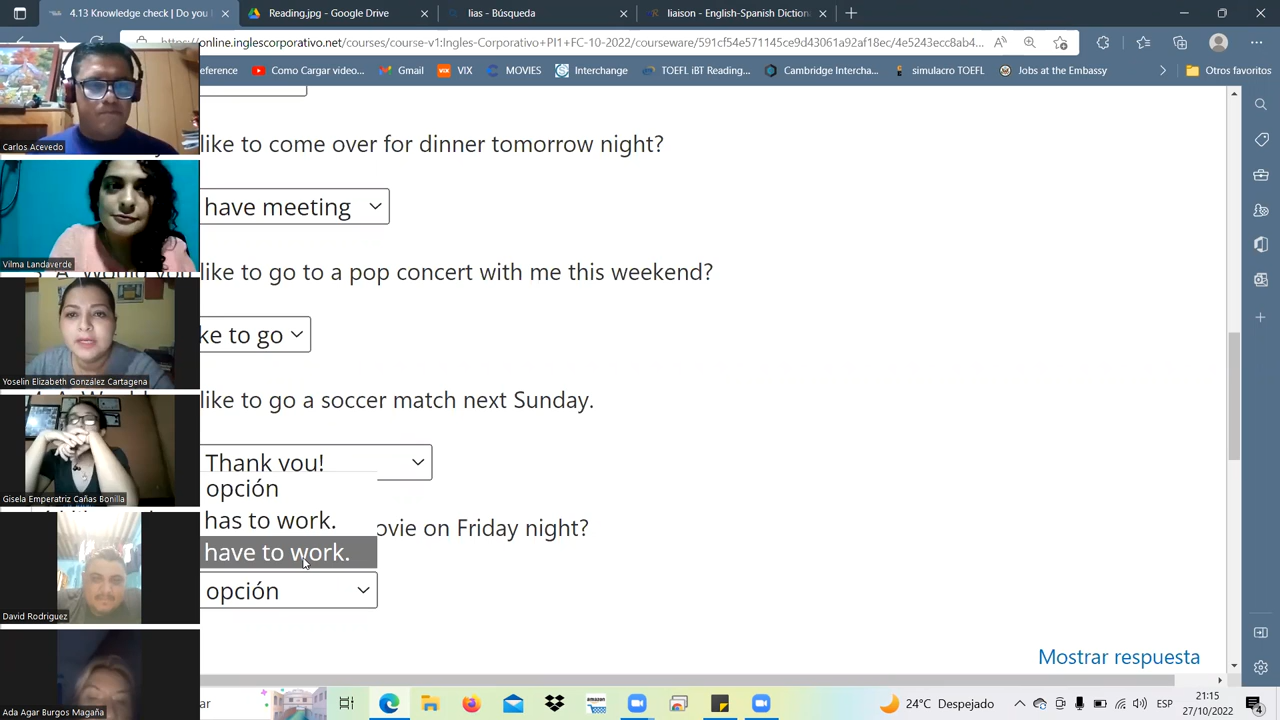 4.13 Knowledge check | PI
Reading.jpg - Google Drive
lias - Búsqueda
liaison - English-Spanish Dictiona
https://online.inglescorporativo.net/courses/course-v1:Ingles-Corporativo+PI1+FC-10-2022/courseware/591cf54e571145ce9d43061a92af18ec/4e5243ecc8ab4...
eference
Como Cargar video...
Gmail
VIX
MOVIES
Interchange
TOEFL iBT Reading...
Cambridge Intercha...
simulacro TOEFL
Jobs at the Embassy
Otros favoritos
like to come over for dinner tomorrow night?
have meeting
like to go to a pop concert with me this weekend?
ke to go
like to go a soccer match next Sunday.
Thank you!
opción
has to work.
ovie on Friday night?
have to work.
opción
Mostrar respuesta
Carlos Acevedo
Vilma Landaverde
Yoselin Elizabeth González Cartagena
Gisela Emperatriz Cañas Bonilla
David Rodriguez
Ada Agar Burgos Magaña
ar
24°C Despejado
ESP
21:15
27/10/2022
4